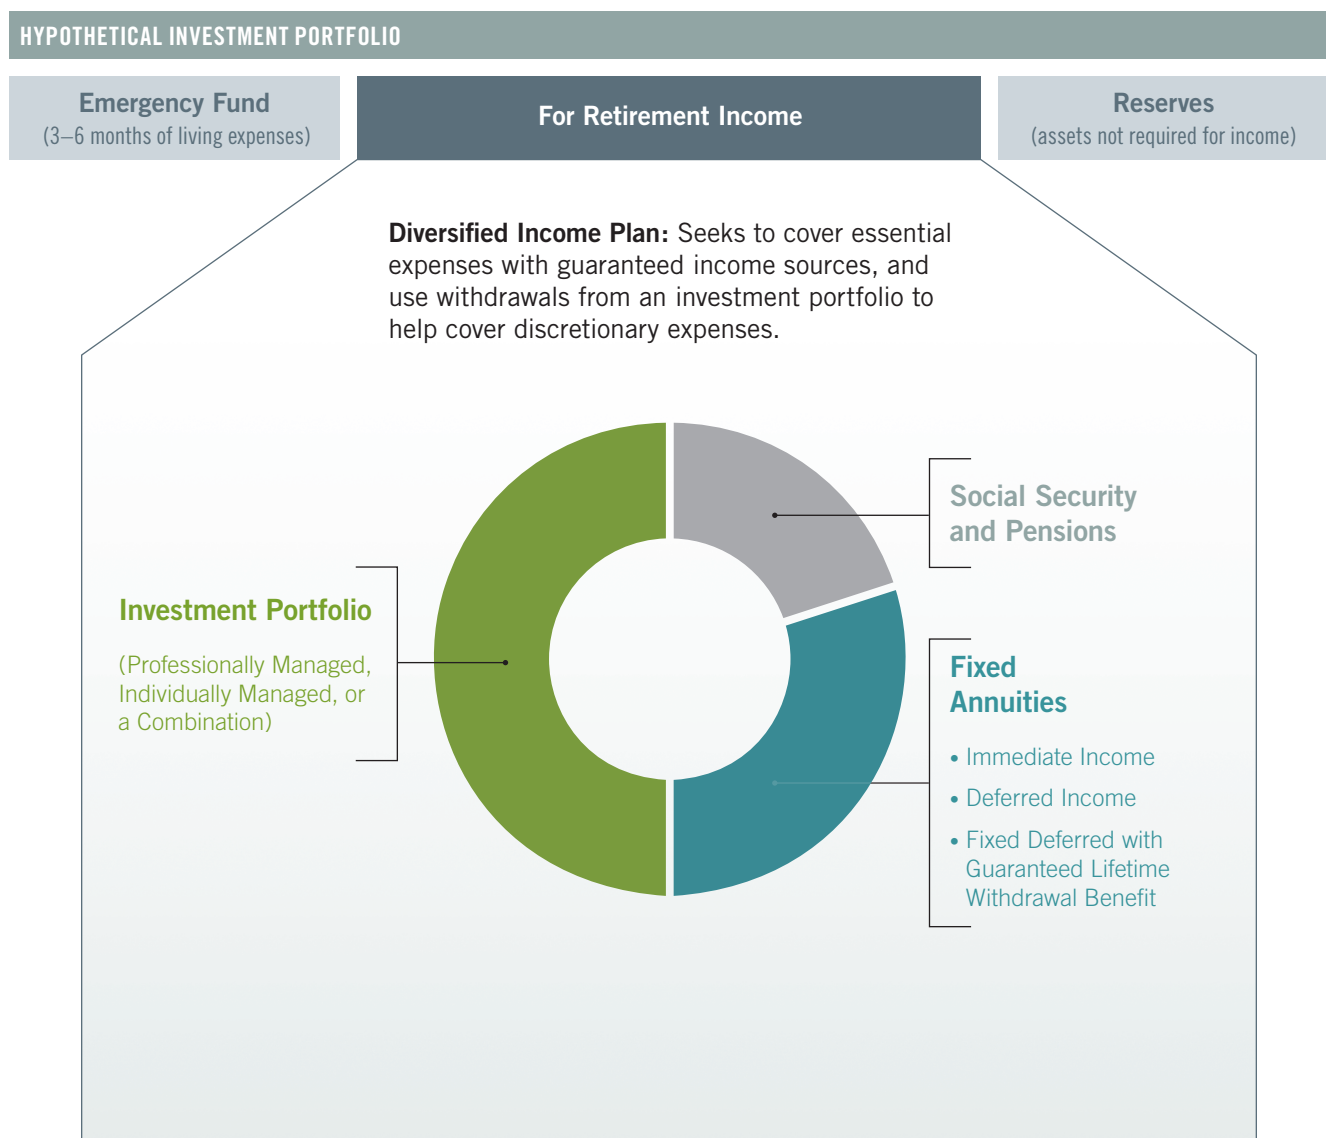 HYPOTHETICAL INVESTMENT PORTFOLIO
Emergency Fund
(3–6 months of living expenses)
For Retirement Income
Reserves
(assets not required for income)
Diversified Income Plan: Seeks to cover essential
expenses with guaranteed income sources, and
use withdrawals from an investment portfolio to
help cover discretionary expenses.
Social Security
and Pensions
Investment Portfolio
(Professionally Managed,
Individually Managed, or
a Combination)
Fixed
Annuities
• Immediate Income
• Deferred Income
• Fixed Deferred with
Guaranteed Lifetime
Withdrawal Benefit